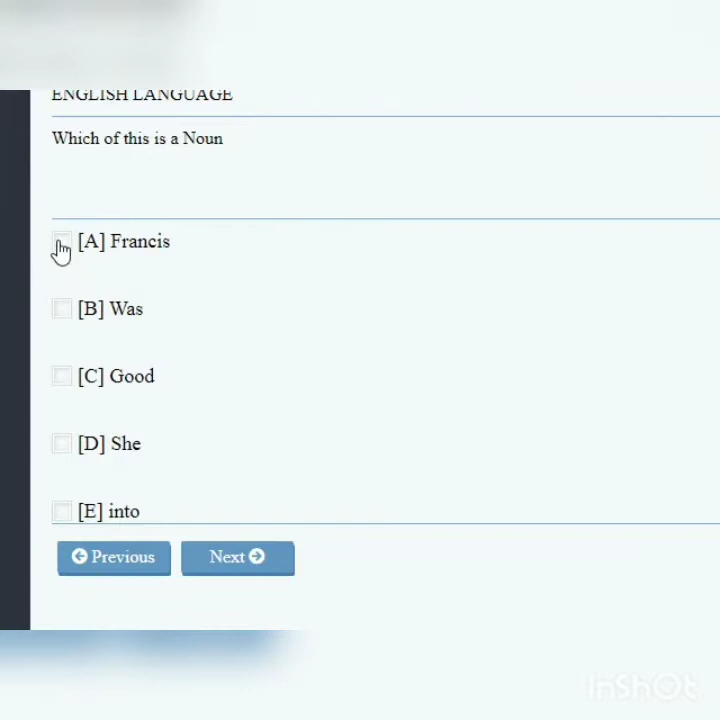 ENGLISH LANGUAGE
Which of this is a Noun
[A] Francis
[B] Was
[C] Good
[D] She
[E] into
Previous
Next
InShOt